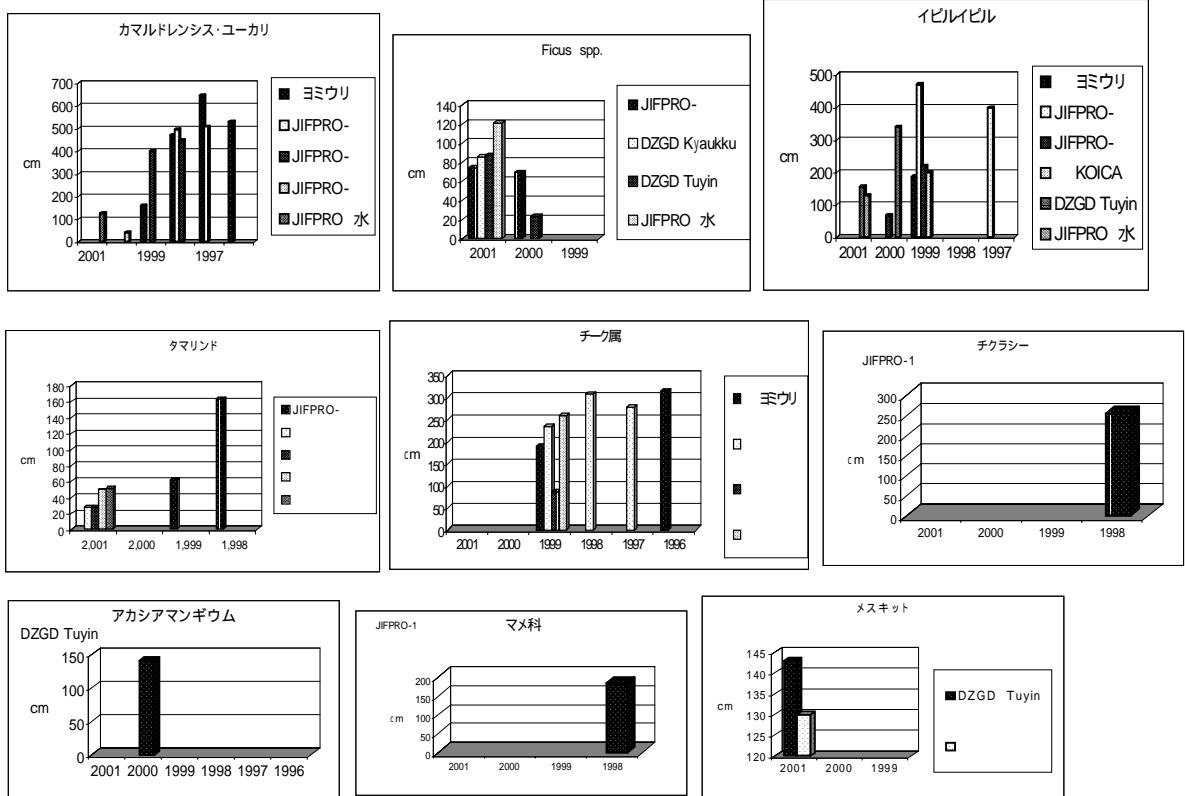 カマルドレンシス・ユーカリ
700
600
500
400
300
200
100
0
cm
2001
1999
1997
ヨミウリ
JIFPRO-
JIFPRO-
JIFPRO-
JIFPRO 水
Ficus spp.
140
120
100
80
60
40
20
0
cm
2001
2000
1999
JIFPRO-
DZGD Kyaukku
DZGD Tuyin
JIFPRO 水
イピルイピル
500
400
300
200
100
0
cm
2001
2000
1999
1998
1997
ヨミウリ
JIFPRO-
JIFPRO-
KOICA
DZGD Tuyin
JIFPRO 水
タマリンド
180
160
140
120
100
80
60
40
20
0
cm
2,001
2,000
1,999
1,998
JIFPRO-
チーク属
350
300
250
200
150
100
50
0
cm
2001
2000
1999
1998
1997
1996
ヨミウリ
チクラシー
JIFPRO-1
300
250
200
150
100
50
0
cm
2001
2000
1999
1998
アカシアマンギウム
DZGD Tuyin
150
100
50
0
cm
2001
2000
1999
1998
1997
1996
JIFPRO-1
マメ科
200
150
100
50
0
cm
2001
2000
1999
1998
メスキット
145
140
135
130
125
120
cm
2001
2000
1999
DZGD Tuyin